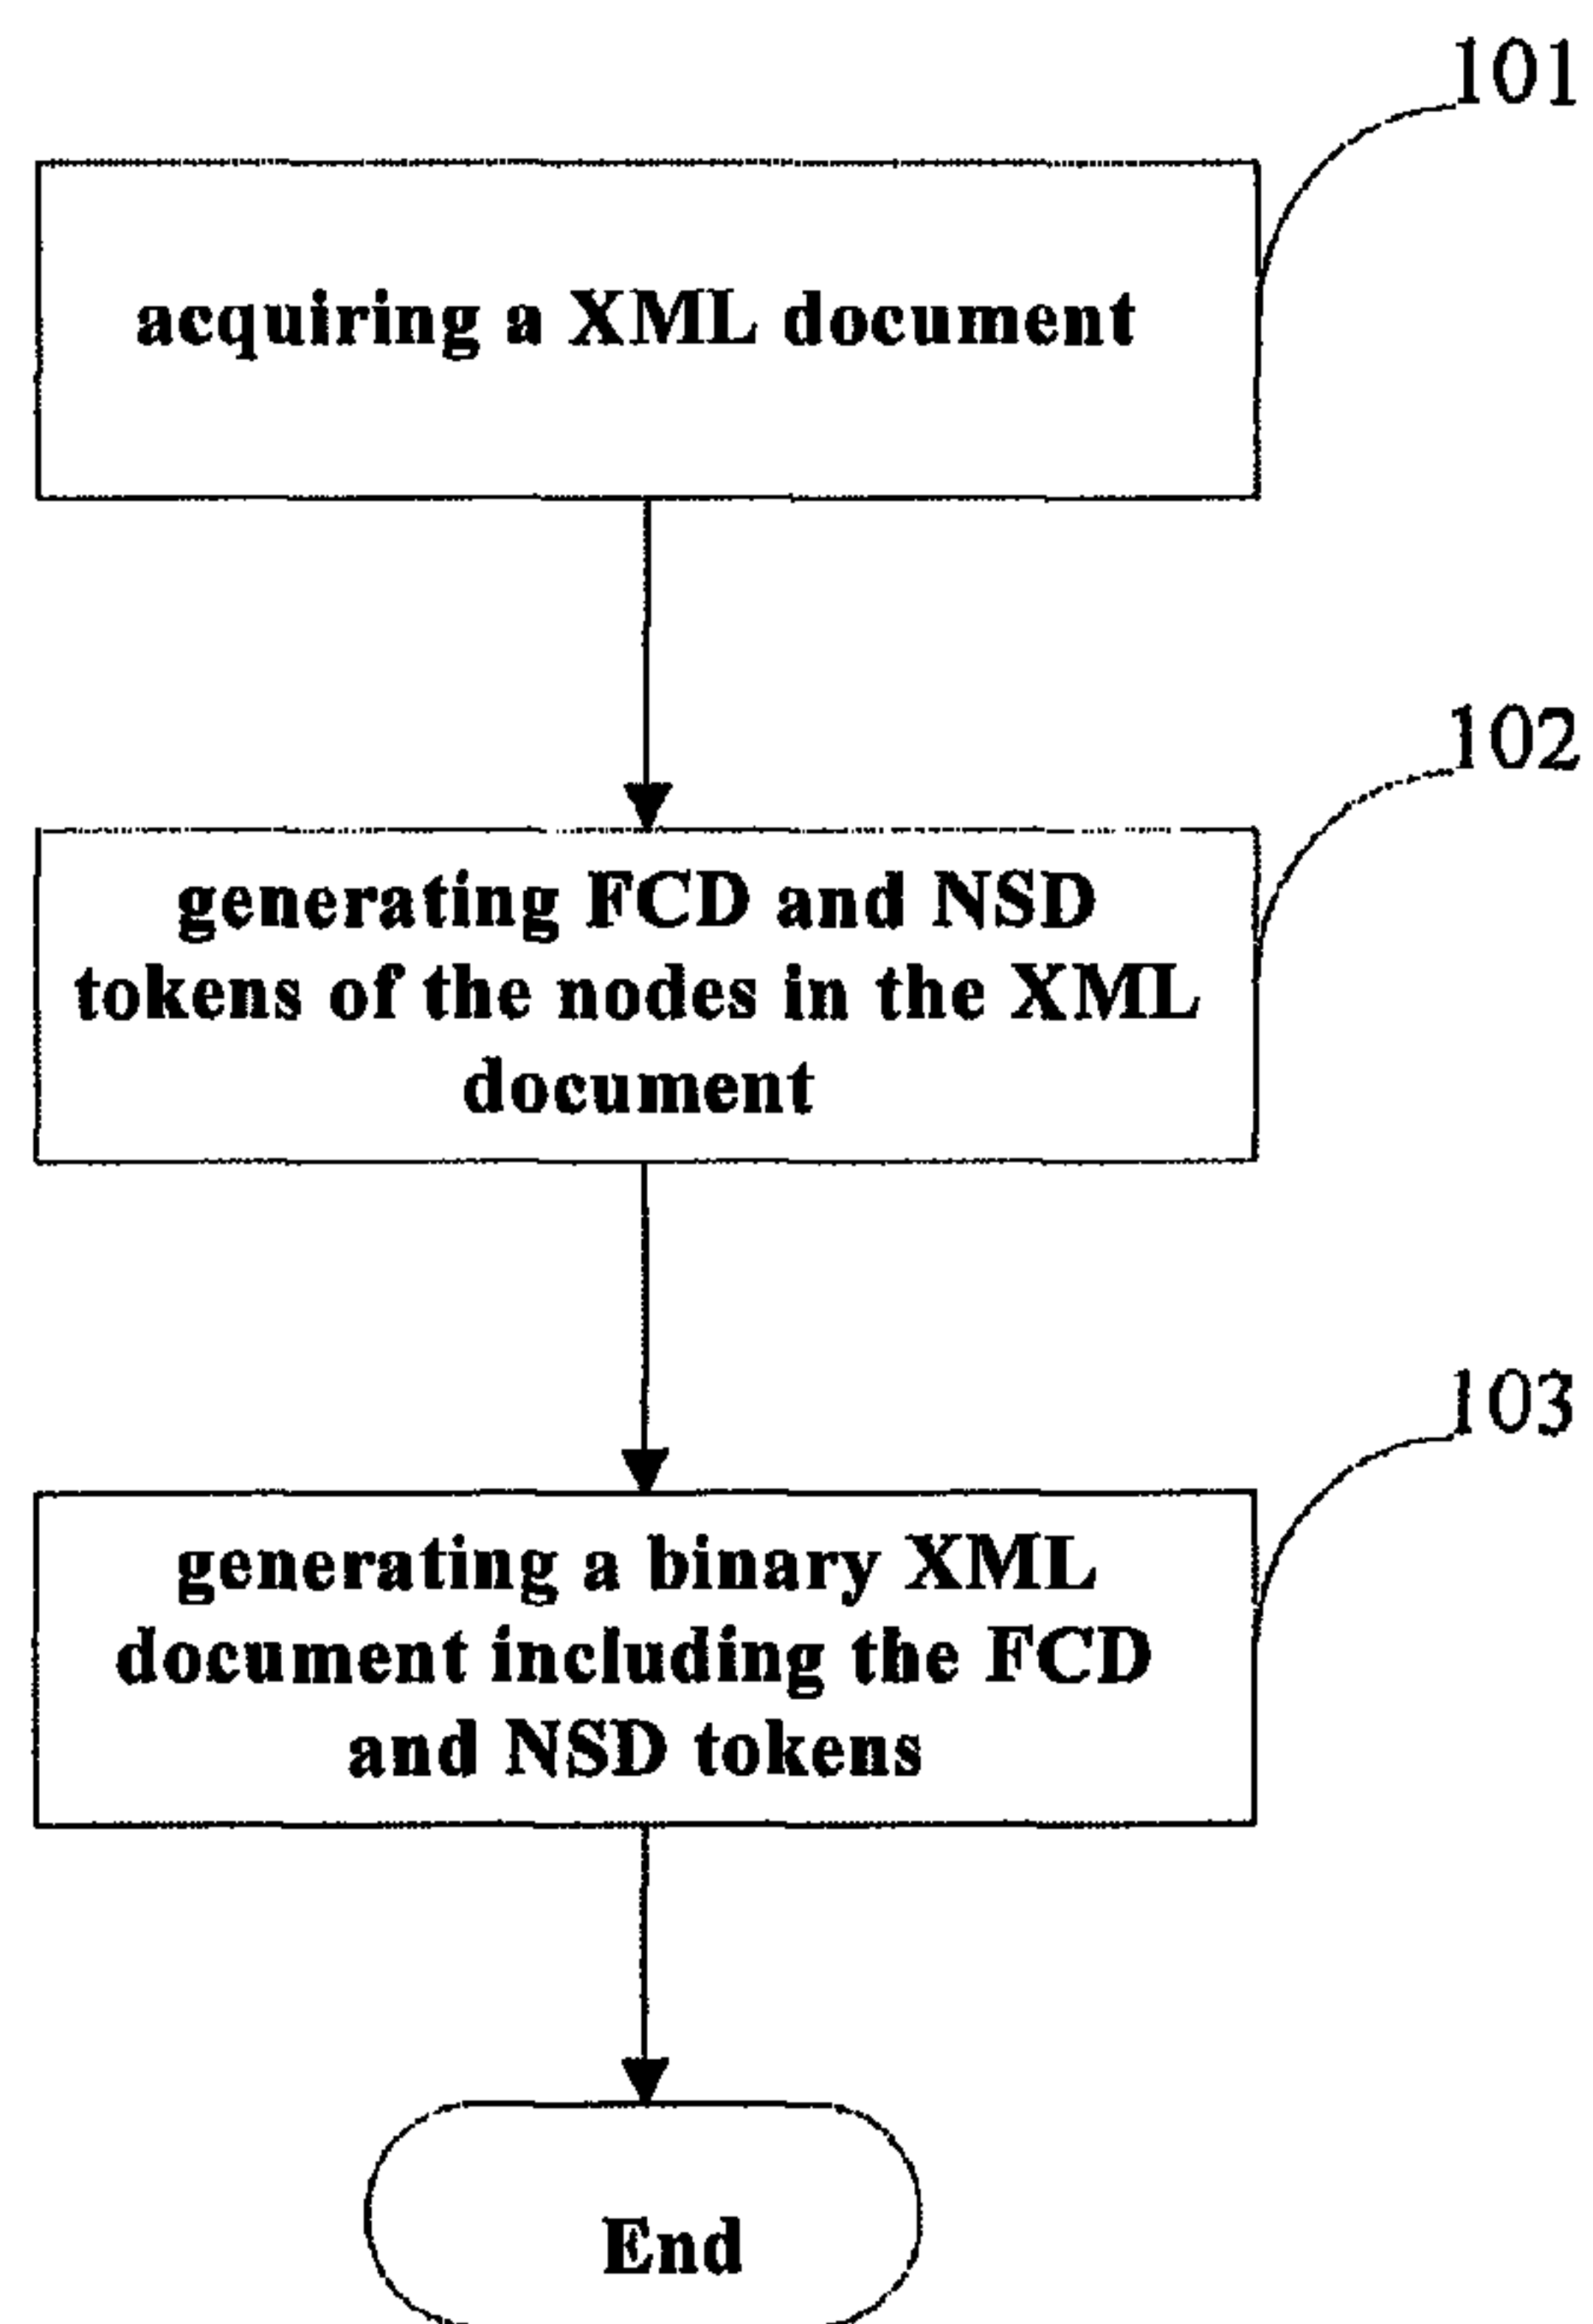 101
acquiring a XML document
102
generating FCD and NSD
tokens of the nodes in the XML
document
103
generating a binary XML
document including the FCD
and NSD tokens
End